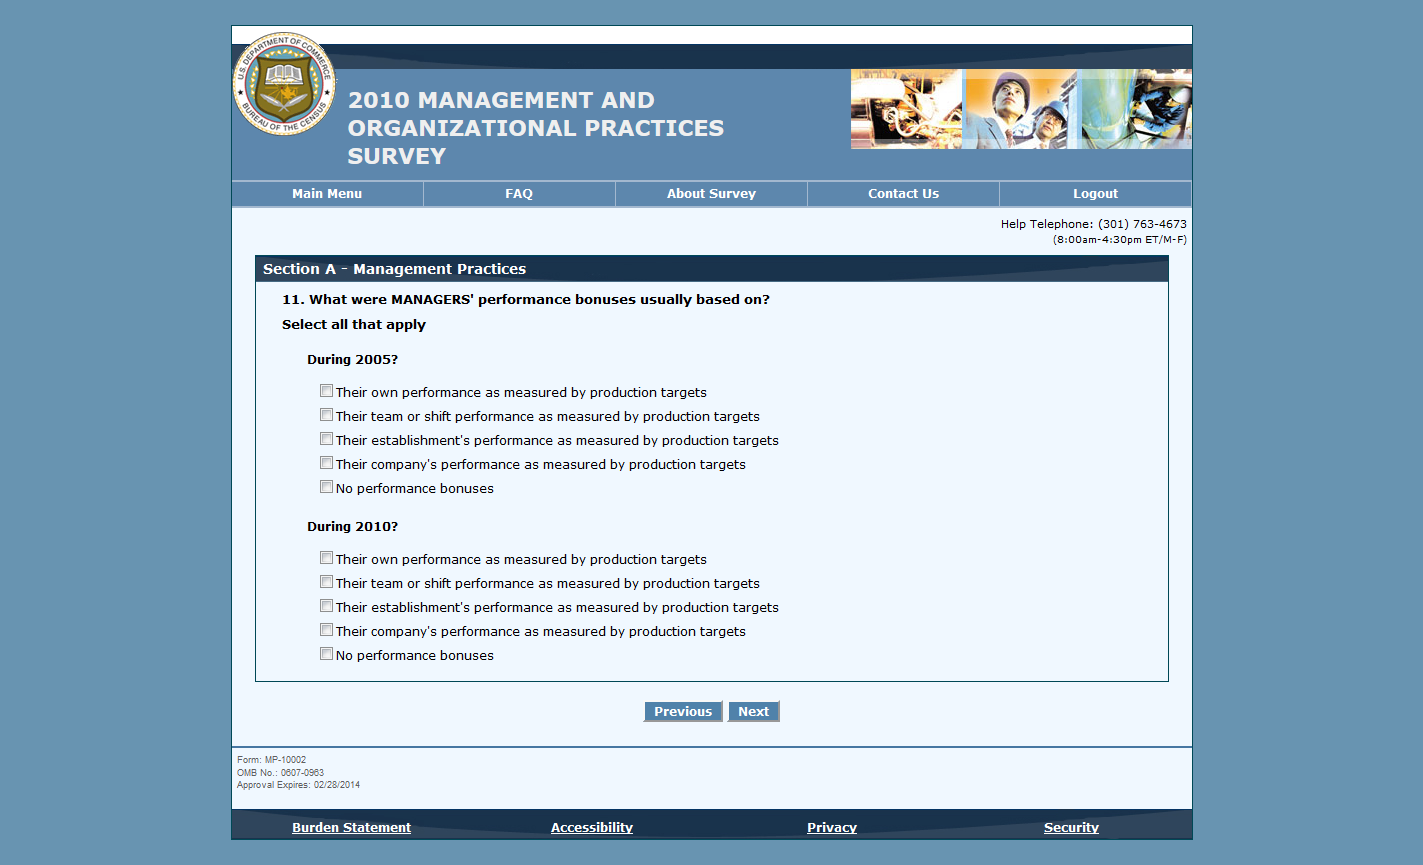 U.S. DEPARTMENT OF COMMERCE
BUREAU OF THE CENSUS
2010 MANAGEMENT AND
ORGANIZATIONAL PRACTICES
SURVEY
Main Menu FAQ About Survey Contact Us Logout
Help Telephone: (301) 763-4673
(8:00am-4:30pm ET/M-F)
Section A - Management Practices
11. What were MANAGERS' performance bonuses usually based on?
Select all that apply
During 2005?
Their own performance as measured by production targets
Their team or shift performance as measured by production targets
Their establishment's performance as measured by production targets
Their company's performance as measured by production targets
No performance bonuses
During 2010?
Their own performance as measured by production targets
Their team or shift performance as measured by production targets
Their establishment's performance as measured by production targets
Their company's performance as measured by production targets
No performance bonuses
Previous Next
Form: MP-10002
OMB No.: 0607-0963
Approval Expires: 02/28/2014
Burden Statement Accessibility Privacy Security